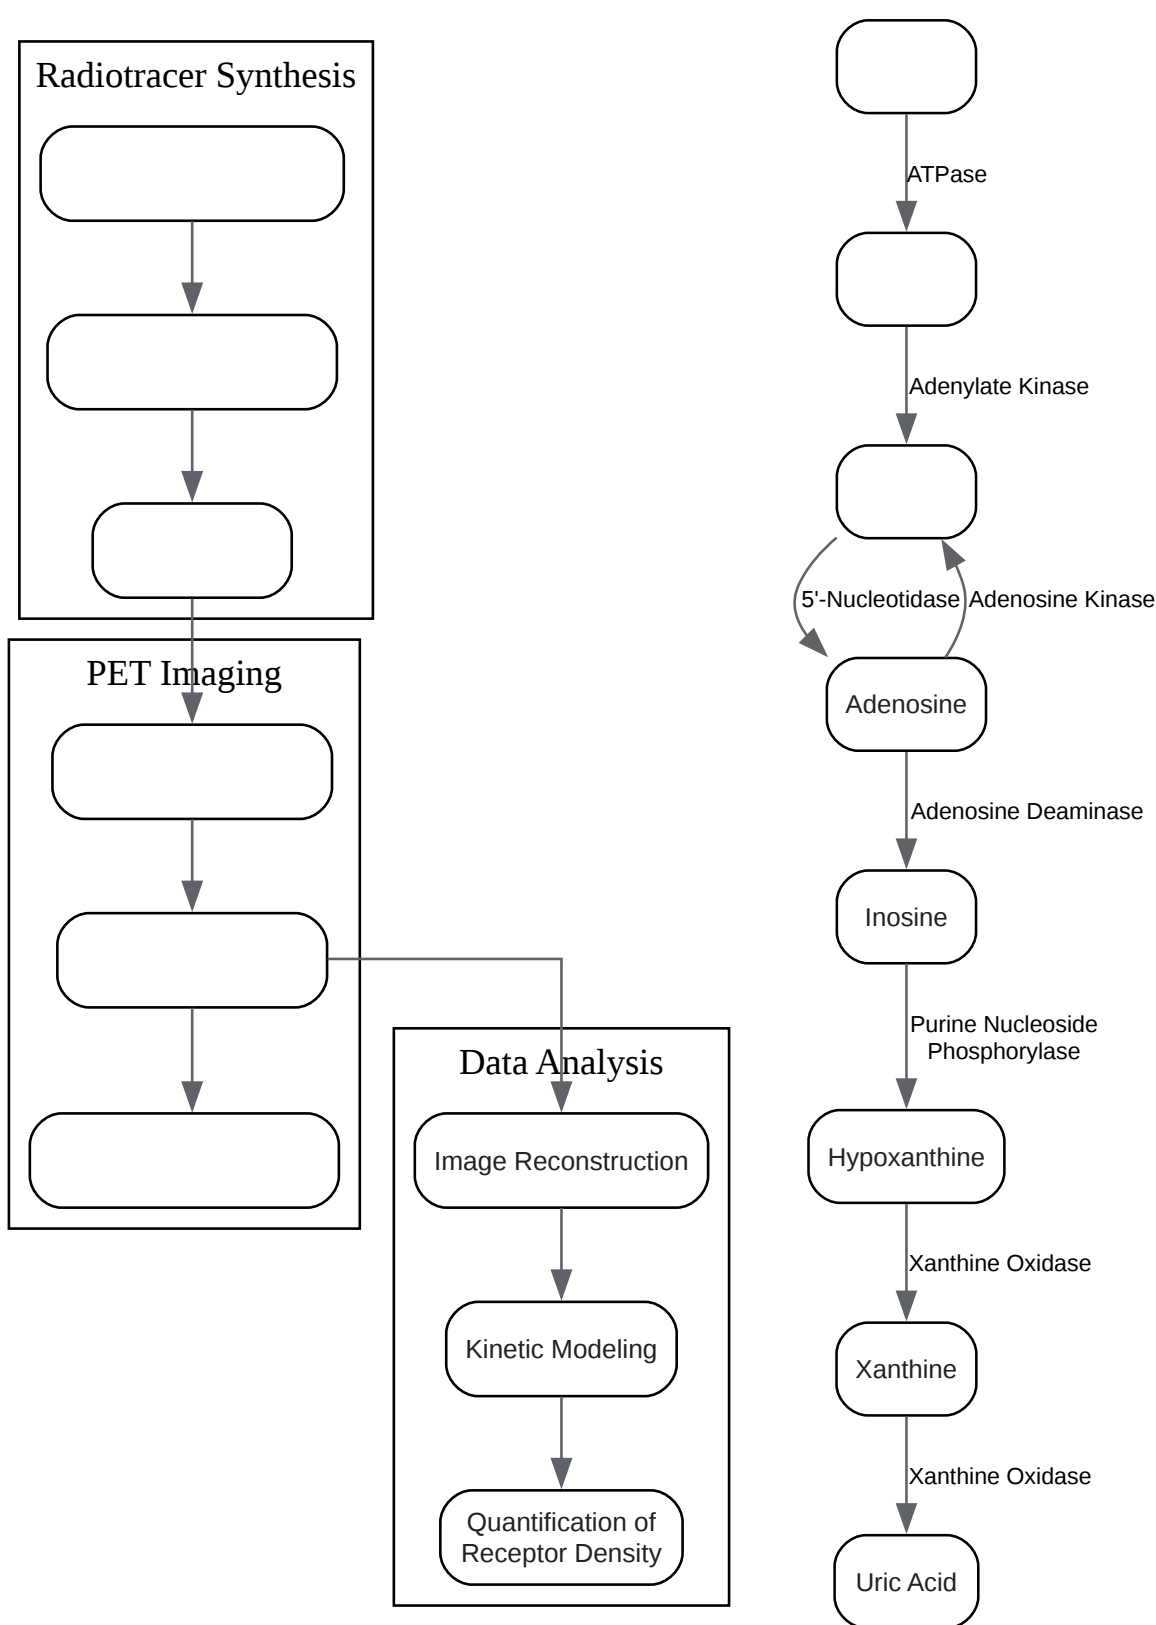 Radiotracer Synthesis
PET Imaging
Data Analysis
Image Reconstruction
Kinetic Modeling
Quantification of
Receptor Density
ATPase
Adenylate Kinase
5'-Nucleotidase
Adenosine Kinase
Adenosine
Adenosine Deaminase
Inosine
Purine Nucleoside
Phosphorylase
Hypoxanthine
Xanthine Oxidase
Xanthine
Xanthine Oxidase
Uric Acid